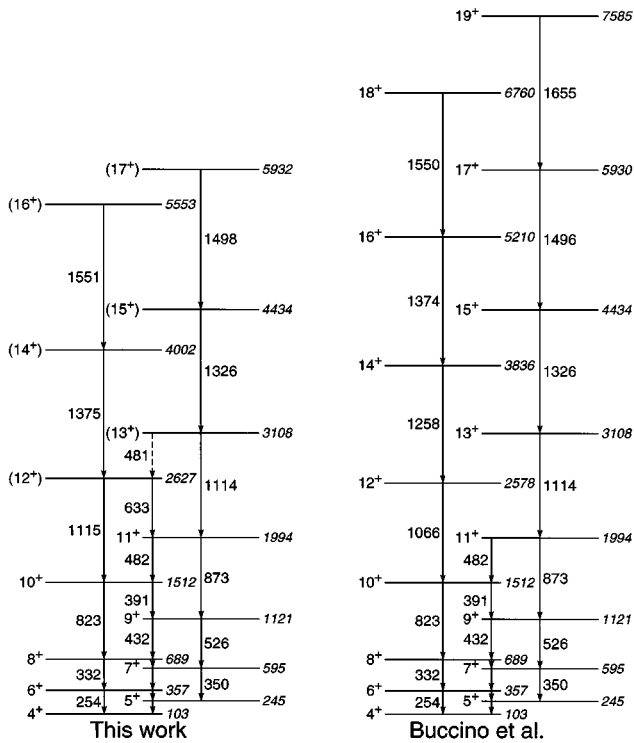 19⁺ 7585
18⁺ 6760 1655
(17⁺) 5932 1550 17⁺ 5930
(16⁺) 5553
1498 16⁺ 5210 1496
1551 1374
(15⁺) 4434 15⁺ 4434
(14⁺) 4002 14⁺ 3836
1326 1326
1375 1258
(13⁺) 3108 13⁺ 3108
481
(12⁺) 2627 12⁺ 2578
633 1114 1114
1115 1066
11⁺ 1994 11⁺ 1994
482 482
10⁺ 1512 873 10⁺ 1512 873
391 391
823 9⁺ 1121 823 9⁺ 1121
432 526 432 526
8⁺ 689 8⁺ 689
332 7⁺ 595 332 7⁺ 595
350 350
6⁺ 357 6⁺ 357
254 5⁺ 245 254 5⁺ 245
4⁺ 103 4⁺ 103
This work Buccino et al.